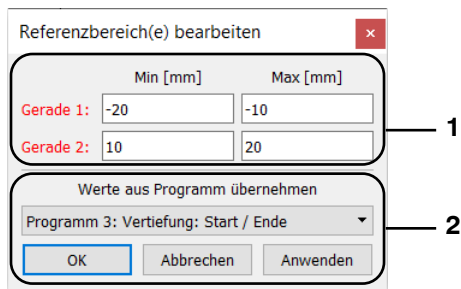 Referenzbereich(e) bearbeiten ×
Min [mm] Max [mm]
Gerade 1: -20 -10
1
Gerade 2: 10 20
Werte aus Programm übernehmen
Programm 3: Vertiefung: Start / Ende
2
OK Abbrechen Anwenden